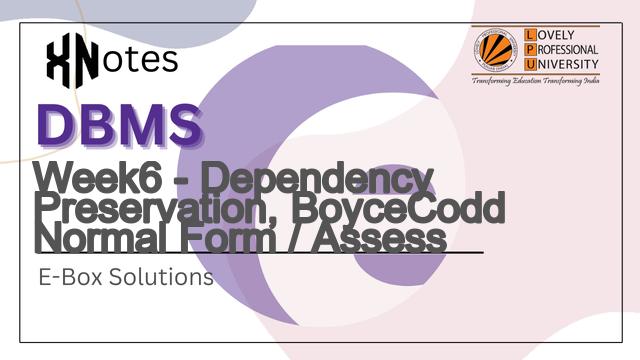 XNotes
LOVELY
PROFESSIONAL
UNIVERSITY
Transforming Education Transforming India
DBMS
Week6 - Dependency
Preservation, BoyceCodd
Normal Form / Assess
E-Box Solutions